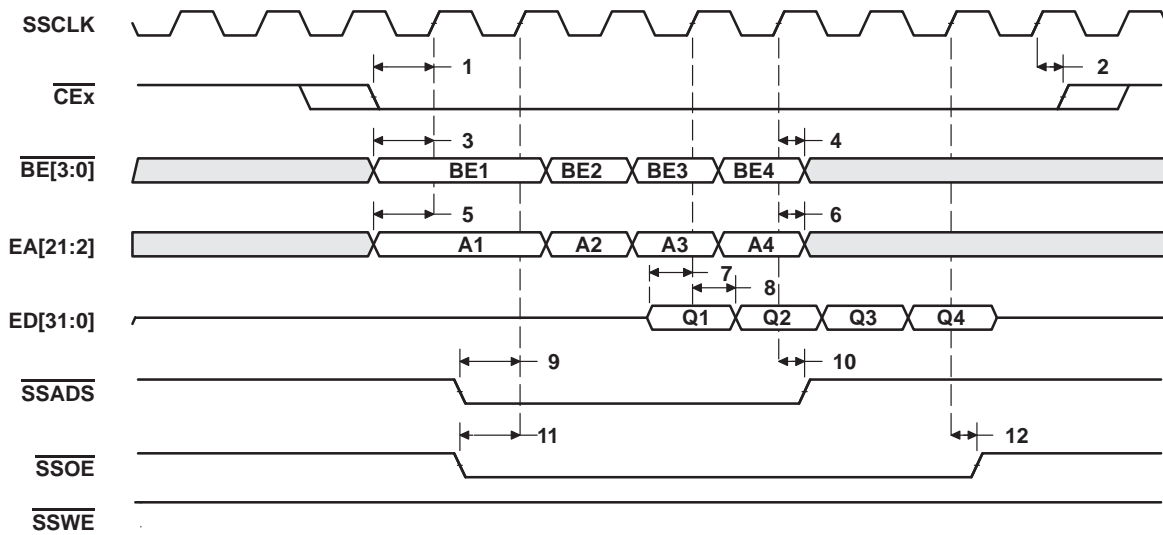 SSCLK
1 2
CEx
3 4
BE[3:0] BE1 BE2 BE3 BE4
5 6
EA[21:2] A1 A2 A3 A4
7
8
ED[31:0] Q1 Q2 Q3 Q4
9 10
SSADS
11 12
SSOE
SSWE